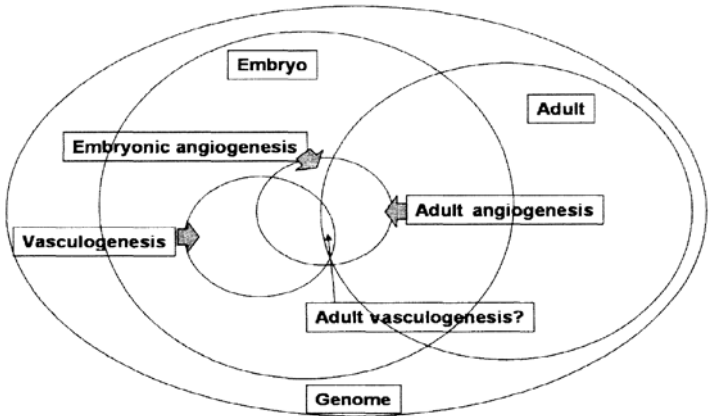 Embryo
Adult
Embryonic angiogenesis
Adult angiogenesis
Vasculogenesis
Adult vasculogenesis?
Genome